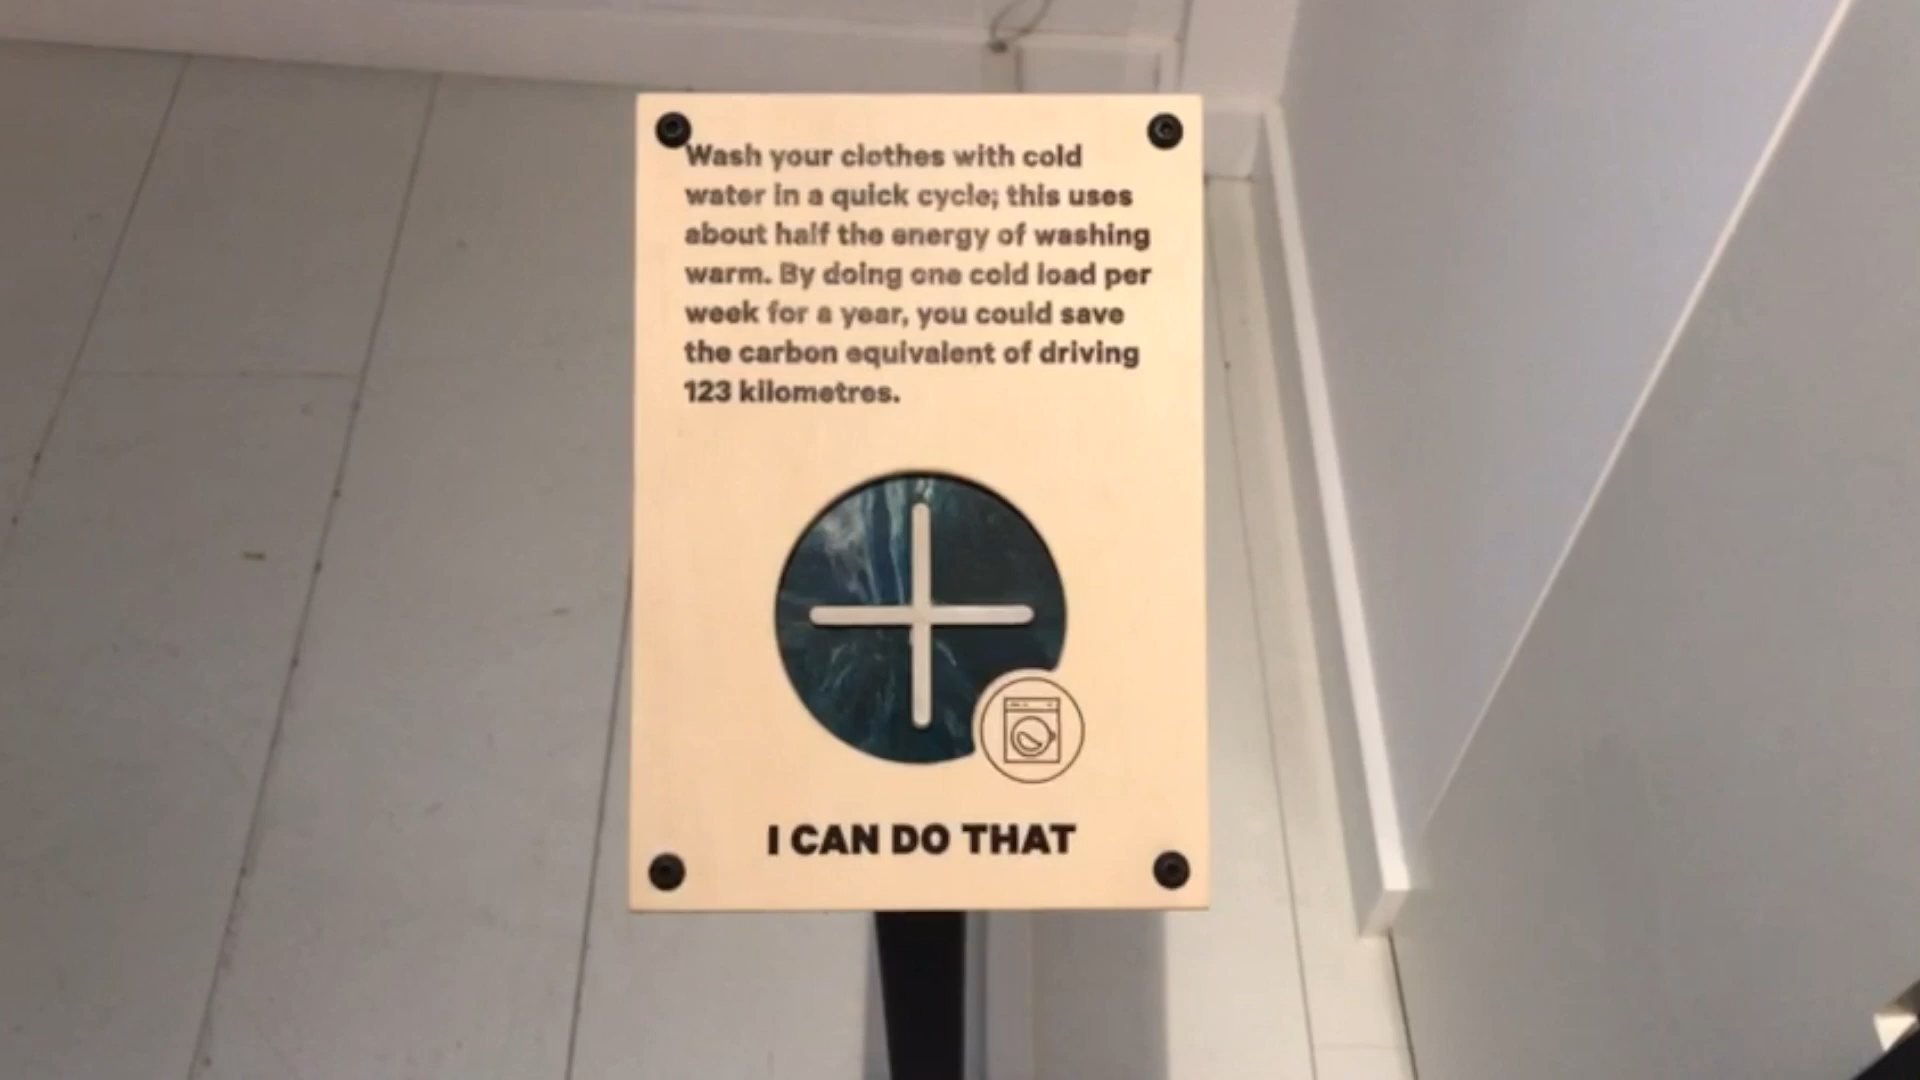 Wash your clothes with cold
water in a quick cycle; this uses
about half the energy of washing
warm. By doing one cold load per
week for a year, you could save
the carbon equivalent of driving
123 kilometres.
I CAN DO THAT